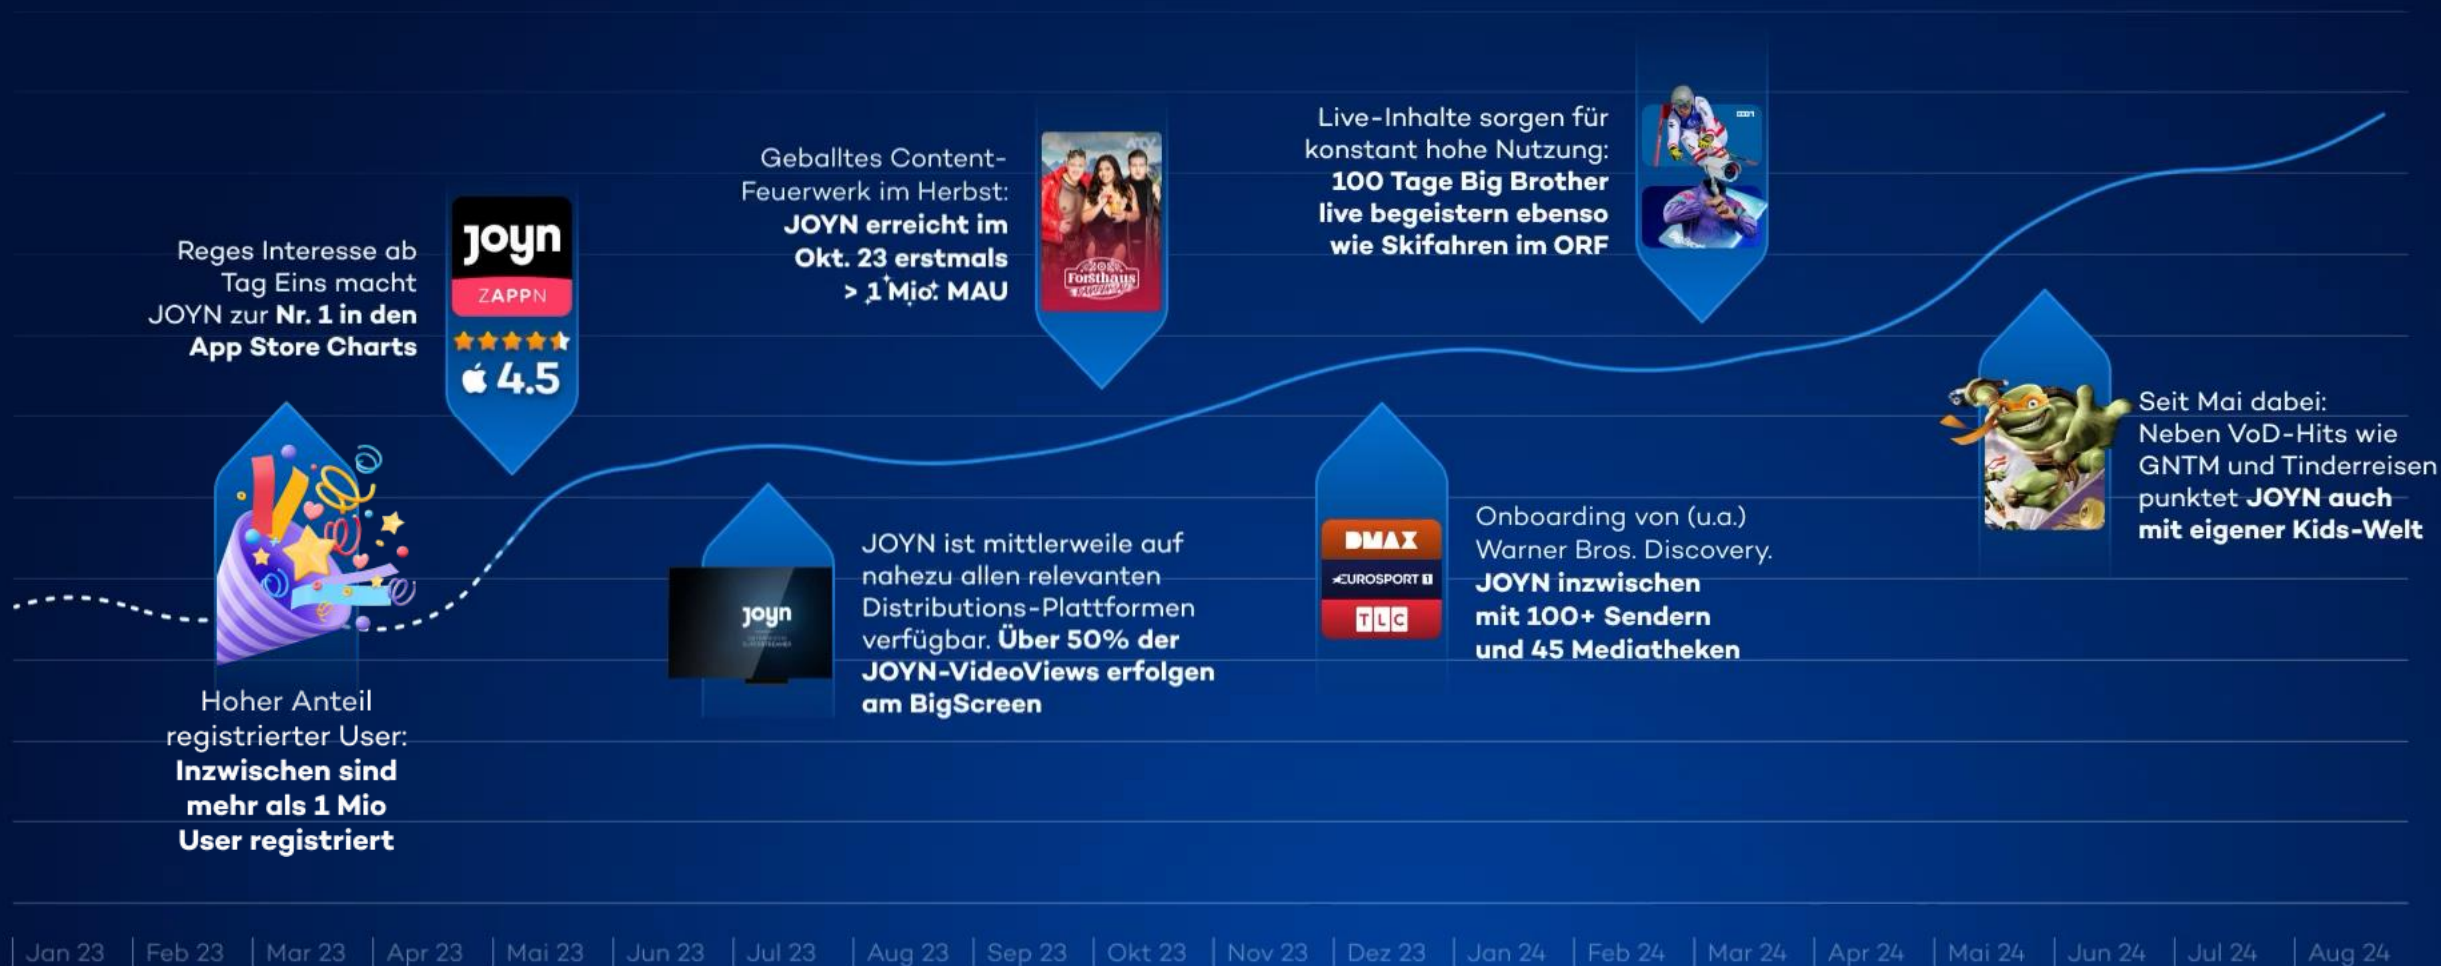 Reges Interesse ab
Tag Eins macht
JOYN zur Nr. 1 in den
App Store Charts
joyn
ZAPPN
4.5
Hoher Anteil
registrierter User:
Inzwischen sind
mehr als 1 Mio
User registriert
Geballtes Content-
Feuerwerk im Herbst:
JOYN erreicht im
Okt. 23 erstmals
> 1 Mio. MAU
ATV
Forsthaus
joyn
JOYN ist mittlerweile auf
nahezu allen relevanten
Distributions-Plattformen
verfügbar. Über 50% der
JOYN-VideoViews erfolgen
am BigScreen
Live-Inhalte sorgen für
konstant hohe Nutzung:
100 Tage Big Brother
live begeistern ebenso
wie Skifahren im ORF
DMAX
EUROSPORT 1
TLC
Onboarding von (u.a.)
Warner Bros. Discovery.
JOYN inzwischen
mit 100+ Sendern
und 45 Mediatheken
Seit Mai dabei:
Neben VoD-Hits wie
GNTM und Tinderreisen
punktet JOYN auch
mit eigener Kids-Welt
Jan 23 Feb 23 Mar 23 Apr 23 Mai 23 Jun 23 Jul 23 Aug 23 Sep 23 Okt 23 Nov 23 Dez 23 Jan 24 Feb 24 Mar 24 Apr 24 Mai 24 Jun 24 Jul 24 Aug 24